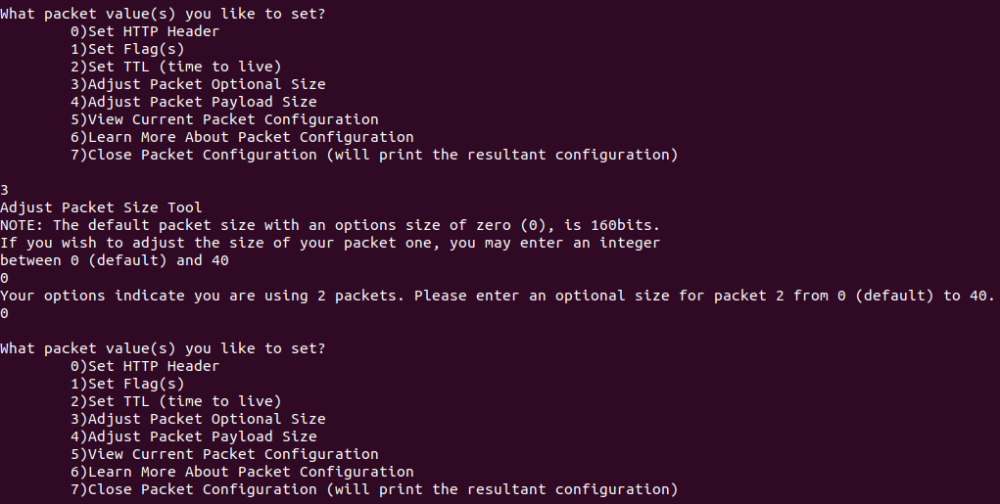 What packet value(s) you like to set?
0)Set HTTP Header
1)Set Flag(s)
2)Set TTL (time to live)
3)Adjust Packet Optional Size
4)Adjust Packet Payload Size
5)View Current Packet Configuration
6)Learn More About Packet Configuration
7)Close Packet Configuration (will print the resultant configuration)
3
Adjust Packet Size Tool
NOTE: The default packet size with an options size of zero (0), is 160bits.
If you wish to adjust the size of your packet one, you may enter an integer
between 0 (default) and 40
0
Your options indicate you are using 2 packets. Please enter an optional size for packet 2 from 0 (default) to 40.
0
What packet value(s) you like to set?
0)Set HTTP Header
1)Set Flag(s)
2)Set TTL (time to live)
3)Adjust Packet Optional Size
4)Adjust Packet Payload Size
5)View Current Packet Configuration
6)Learn More About Packet Configuration
7)Close Packet Configuration (will print the resultant configuration)